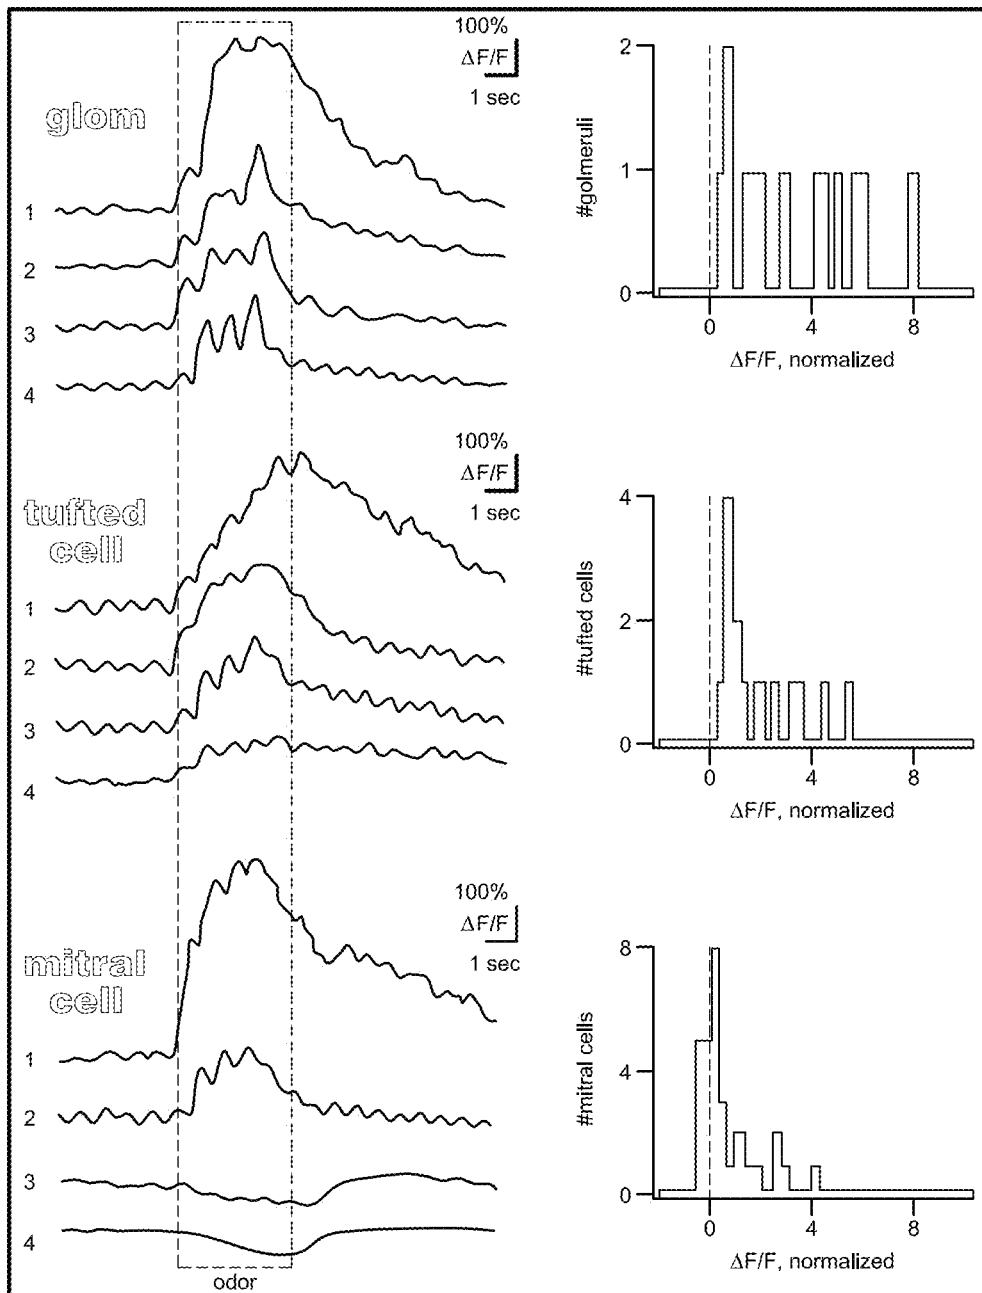 100%
ΔF/F
1 sec
glom
1
2
3
4
2
1
0
#golmeruli
0 4 8
ΔF/F, normalized
100%
ΔF/F
1 sec
tufted
cell
1
2
3
4
4
2
0
#tufted cells
0 4 8
ΔF/F, normalized
100%
ΔF/F
1 sec
mitral
cell
1
2
3
4
odor
8
4
0
#mitral cells
0 4 8
ΔF/F, normalized